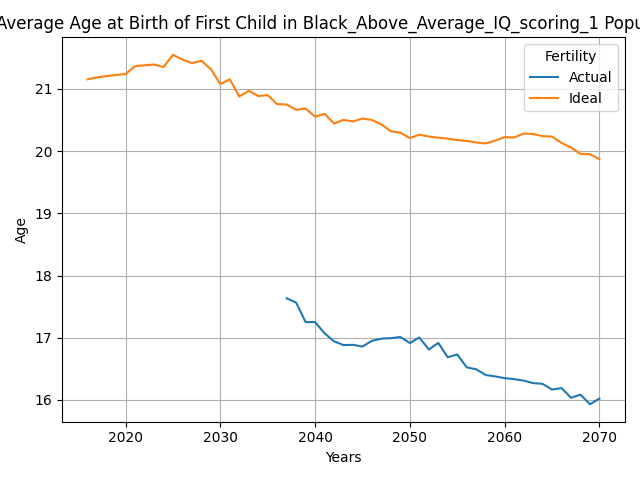 Average Age at Birth of First Child in Black_Above_Average_IQ_scoring_1
Fertility
Actual
Ideal
Age
21
20
19
18
17
16
2020
2030
2040
2050
2060
2070
Years